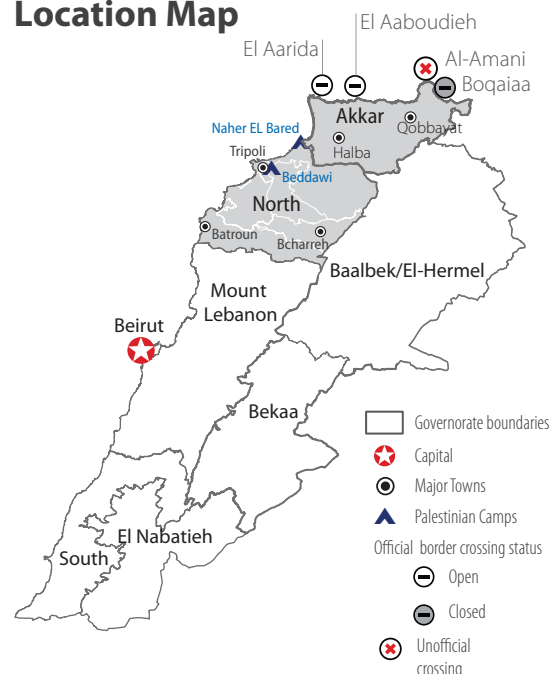 Location Map
El Aaboudieh
El Aarida
Al-Amani
Boqaiaa
Akkar
Naher EL Bared
Qobbayat
Tripoli
Halba
Beddawi
North
Batroun
Bcharreh
Baalbek/El-Hermel
Mount
Lebanon
Beirut
Bekaa
Governorate boundaries
Capital
Major Towns
Palestinian Camps
El Nabatieh
Official border crossing status
South
Open
Closed
Unofficial
crossing